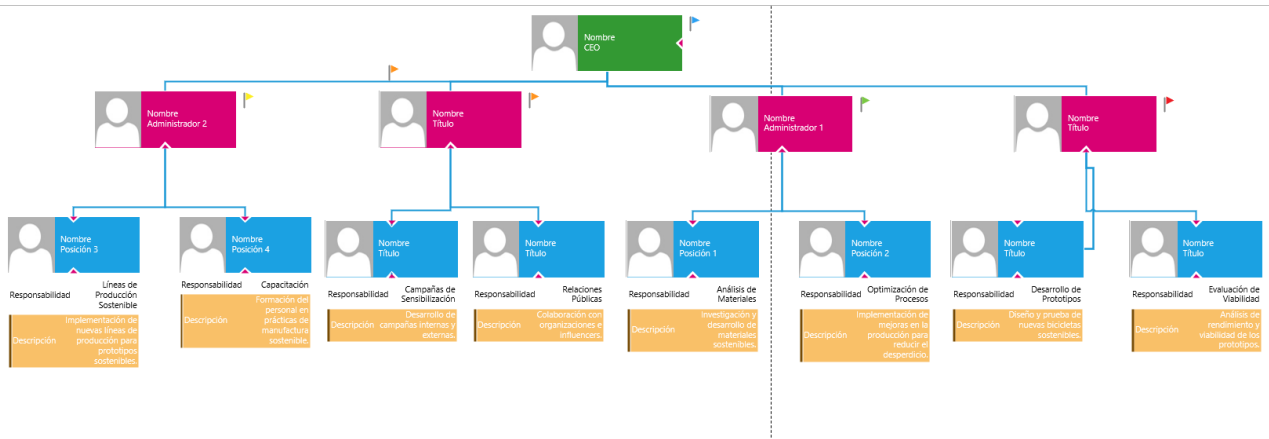 Nombre
CEO
Nombre
Administrador 2
Nombre
Título
Nombre
Administrador 1
Nombre
Título
Nombre
Posición 3
Nombre
Posición 4
Nombre
Título
Nombre
Título
Nombre
Posición 1
Nombre
Posición 2
Nombre
Título
Nombre
Título
Responsabilidad
Líneas de
Producción
Sostenible
Descripción
Implementación de
nuevas líneas de
producción para
prototipos
sostenibles.
Responsabilidad
Capacitación
Descripción
Formación del
personal en
prácticas de
manufactura
sostenible.
Responsabilidad
Campañas de
Sensibilización
Descripción
Desarrollo de
campañas internas y
externas.
Responsabilidad
Relaciones
Públicas
Descripción
Colaboración con
organizaciones e
influencers.
Responsabilidad
Análisis de
Materiales
Descripción
Investigación y
desarrollo de
materiales
sostenibles.
Responsabilidad
Optimización de
Procesos
Descripción
Implementación de
mejoras en la
producción para
reducir el
desperdicio.
Responsabilidad
Desarrollo de
Prototipos
Descripción
Diseño y prueba de
nuevas bicicletas
sostenibles.
Responsabilidad
Evaluación de
Viabilidad
Descripción
Análisis de
rendimiento y
viabilidad de los
prototipos.